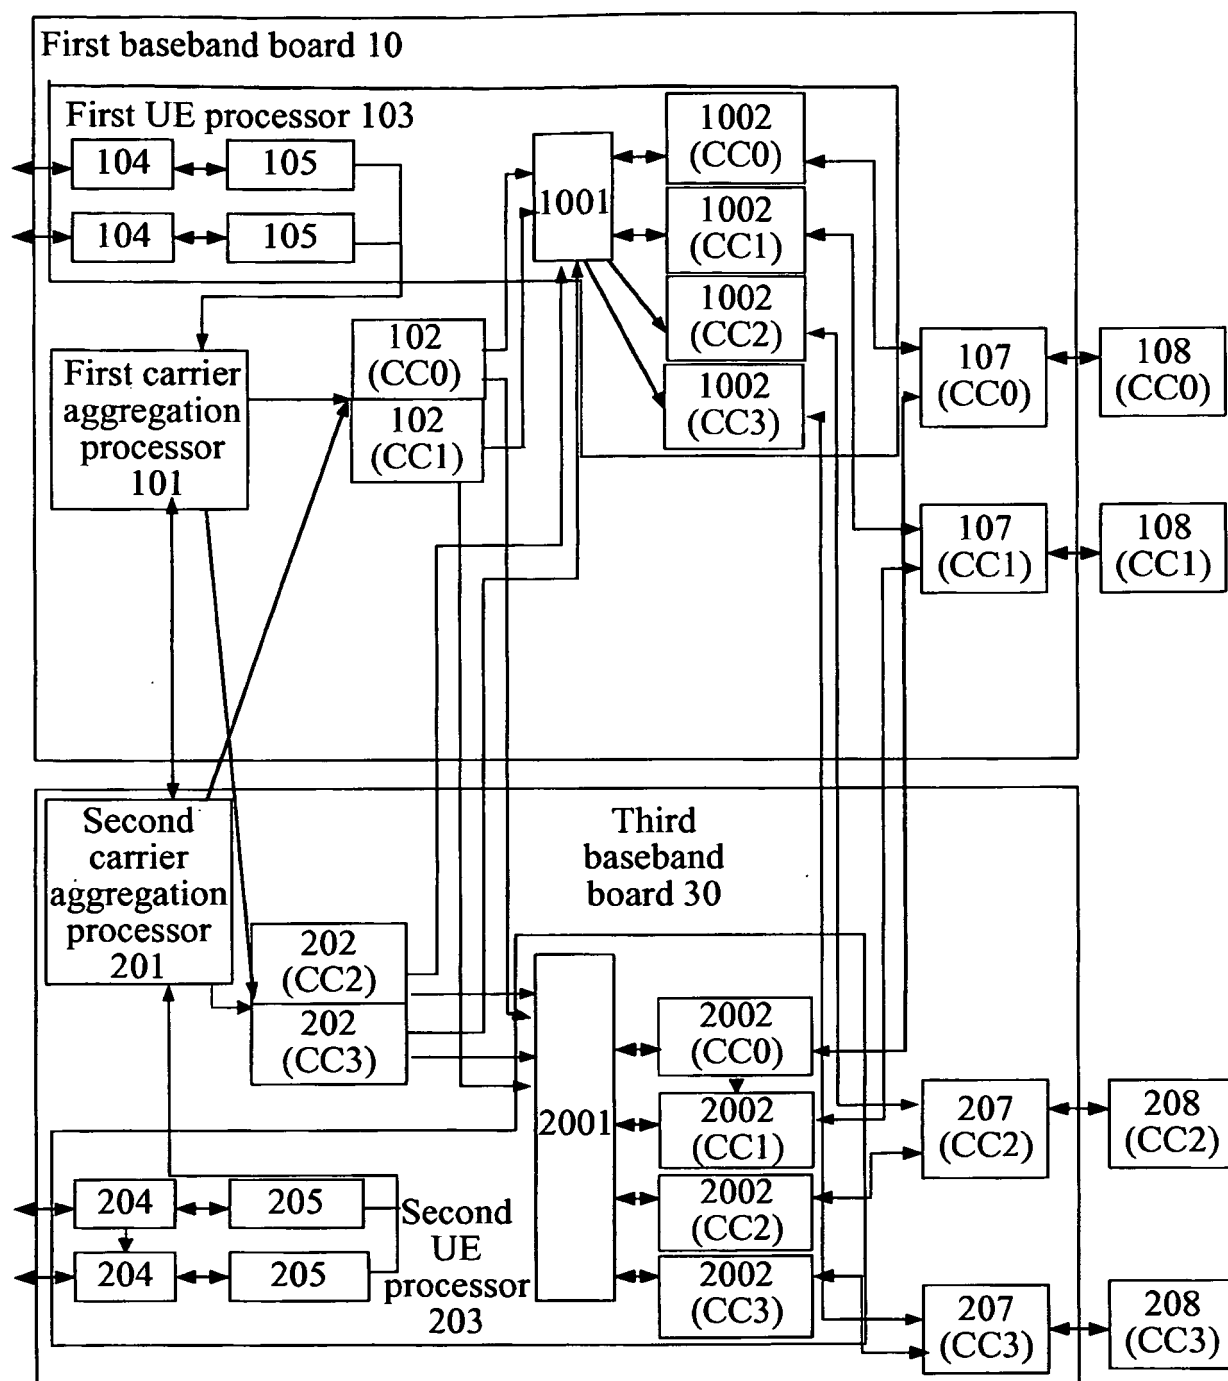 First baseband board 10
First UE processor 103
104
105
104
105
1001
1002
(CC0)
1002
(CC1)
1002
(CC2)
1002
(CC3)
First carrier
aggregation
processor
101
102
(CC0)
102
(CC1)
107
(CC0)
108
(CC0)
107
(CC1)
108
(CC1)
Second
carrier
aggregation
processor
201
Third
baseband
board 30
202
(CC2)
202
(CC3)
2001
2002
(CC0)
2002
(CC1)
2002
(CC2)
2002
(CC3)
204
205
204
205
Second
UE
processor
203
207
(CC2)
208
(CC2)
207
(CC3)
208
(CC3)